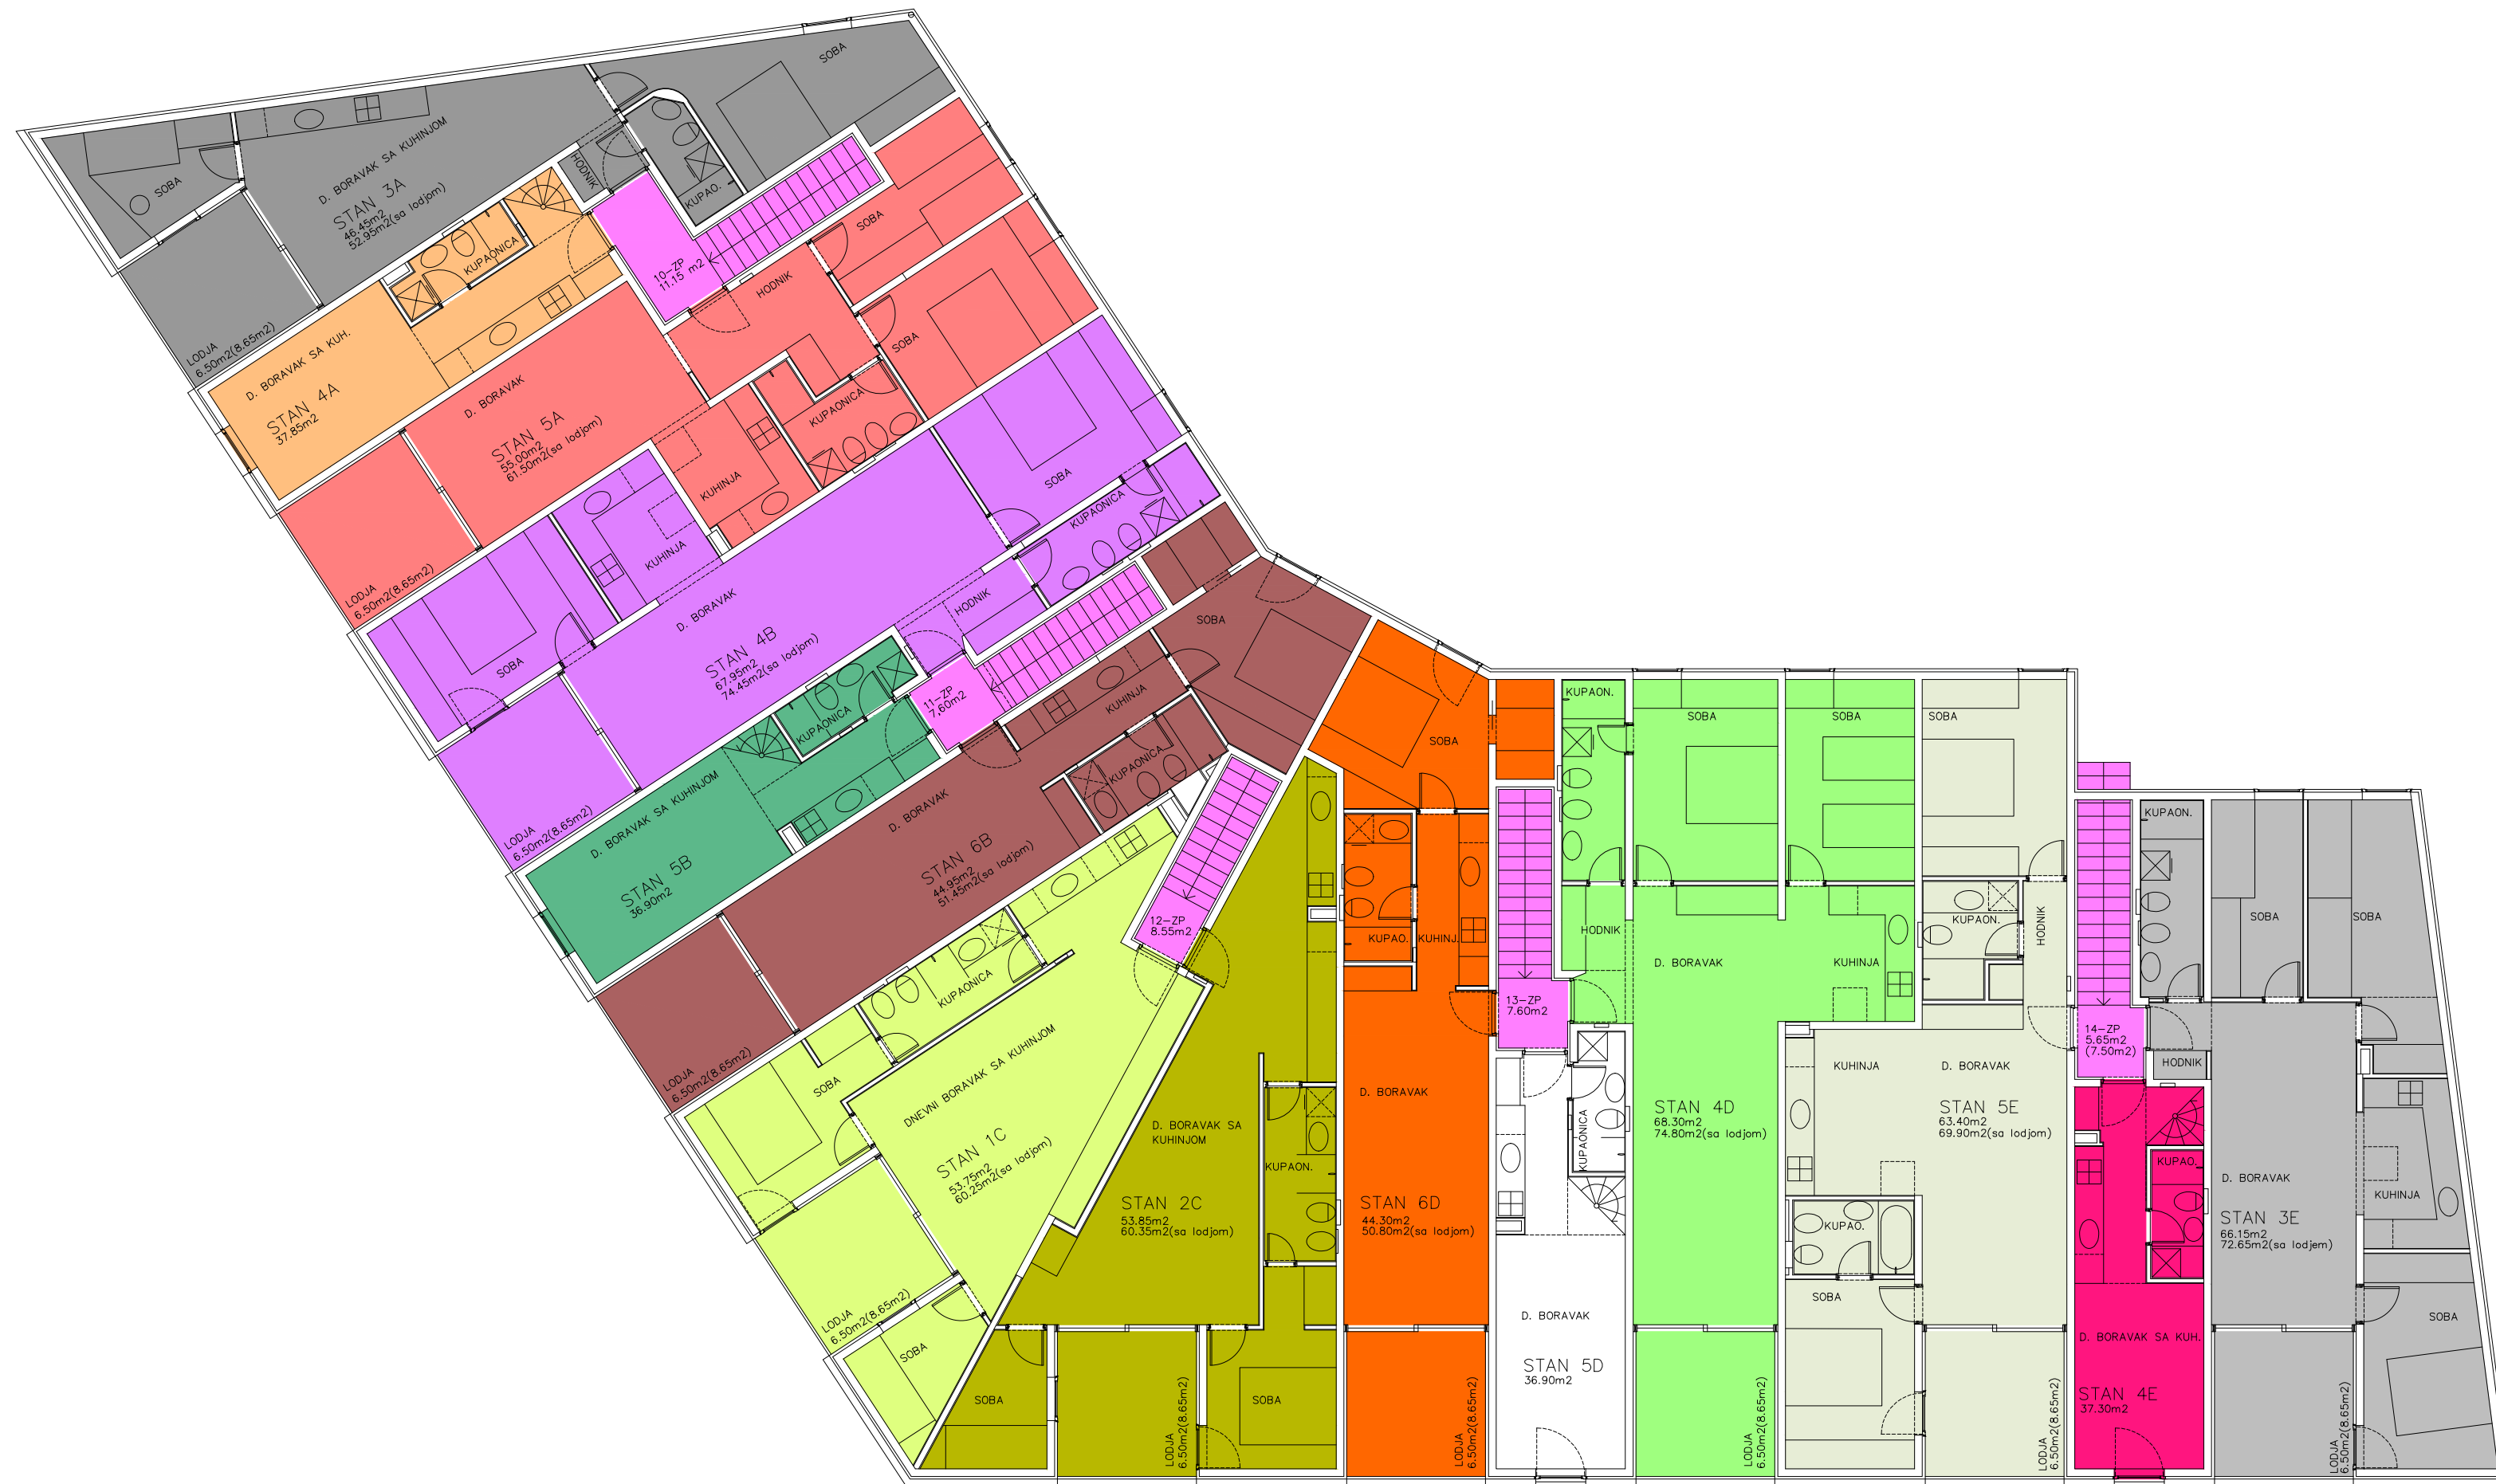 SOBA
D. BORAVAK SA KUHINJOM
STAN 3A
46.45m2
52.95m2(sa lodjom)
SOBA
HODNIK
KUPAO.
LODJA
6.50m2(8.65m2)
KUPAONICA
D. BORAVAK SA KUH.
STAN 4A
37.85m2
10-ZP
11.15 m2
HODNIK
SOBA
SOBA
D. BORAVAK
STAN 5A
55.00m2
61.50m2(sa lodjom)
KUPAONICA
KUHINJA
LODJA
6.50m2(8.65m2)
SOBA
KUPAONICA
KUHINJA
D. BORAVAK
HODNIK
STAN 4B
67.95m2
74.45m2(sa lodjom)
SOBA
LODJA
6.50m2(8.65m2)
11-ZP
7,60m2
KUPAONICA
D. BORAVAK SA KUHINJOM
STAN 5B
36.90m2
SOBA
KUHINJA
KUPAONICA
D. BORAVAK
STAN 6B
44.95m2
51.45m2(sa lodjom)
LODJA
6.50m2(8.65m2)
12-ZP
8.55m2
KUPAONICA
SOBA
DNEVNI BORAVAK SA KUHINJOM
STAN 1C
53.75m2
60.25m2(sa lodjom)
LODJA
6.50m2(8.65m2)
SOBA
D. BORAVAK SA
KUHINJOM
KUPAON.
STAN 2C
53.85m2
60.35m2(sa lodjom)
SOBA
LODJA
6.50m2(8.65m2)
SOBA
SOBA
KUPAO.
KUHINJ.
D. BORAVAK
STAN 6D
44.30m2
50.80m2(sa lodjom)
LODJA
6.50m2(8.65m2)
13-ZP
7.60m2
KUPAONICA
D. BORAVAK
STAN 5D
36.90m2
KUPAON.
SOBA
SOBA
HODNIK
D. BORAVAK
KUHINJA
STAN 4D
68.30m2
74.80m2(sa lodjom)
LODJA
6.50m2(8.65m2)
SOBA
KUPAON.
HODNIK
KUHINJA
D. BORAVAK
STAN 5E
63.40m2
69.90m2(sa lodjom)
KUPAO.
SOBA
LODJA
6.50m2(8.65m2)
14-ZP
5.65m2
(7.50m2)
KUPAO.
D. BORAVAK SA KUH.
STAN 4E
37.30m2
KUPAON.
SOBA
SOBA
HODNIK
D. BORAVAK
KUHINJA
STAN 3E
66.15m2
72.65m2(sa lodjem)
SOBA
LODJA
6.50m2(8.65m2)